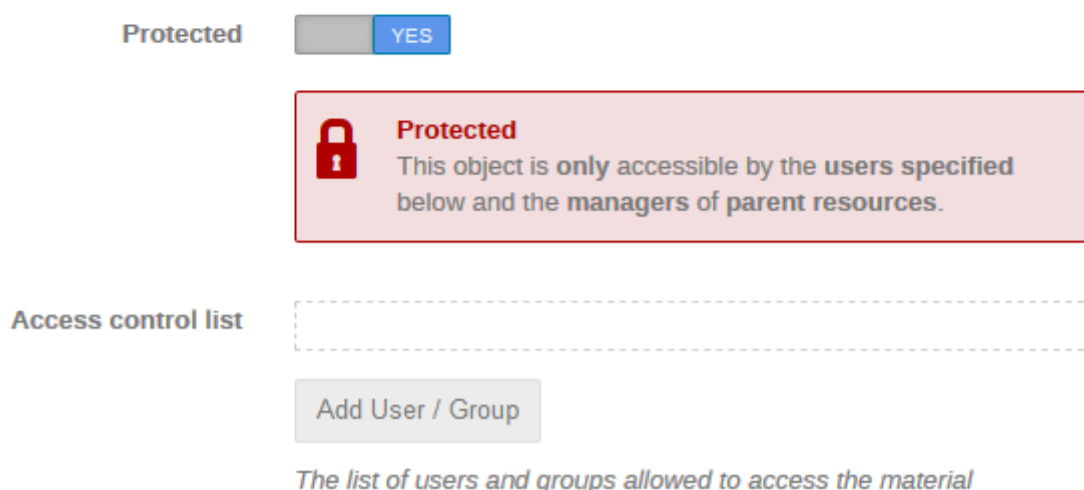 Protected YES
Protected
This object is only accessible by the users specified
below and the managers of parent resources.
Access control list
Add User / Group
The list of users and groups allowed to access the material